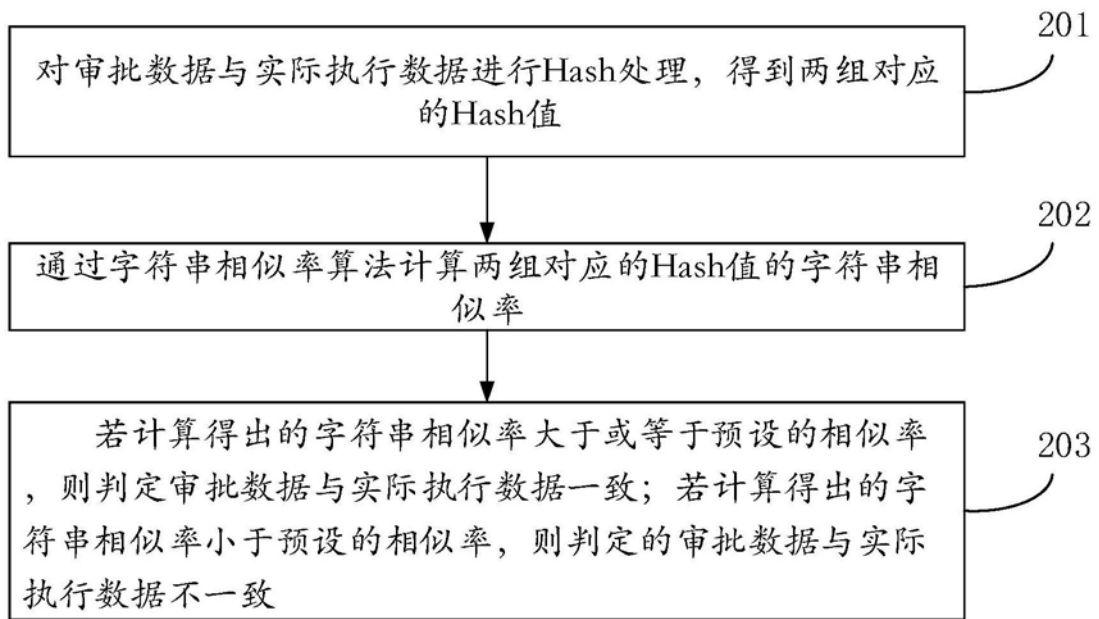 201
对审批数据与实际执行数据进行Hash处理，得到两组对应
的Hash值
202
通过字符串相似率算法计算两组对应的Hash值的字符串相
似率
203
若计算得出的字符串相似率大于或等于预设的相似率
，则判定审批数据与实际执行数据一致；若计算得出的字
符串相似率小于预设的相似率，则判定的审批数据与实际
执行数据不一致